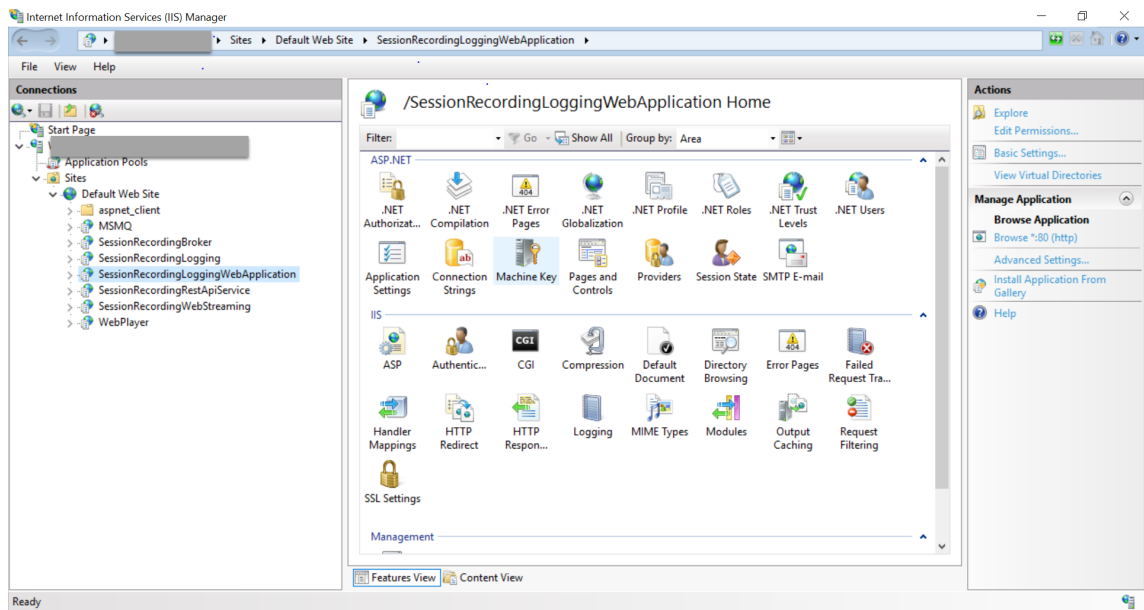 Internet Information Services (IIS) Manager
Sites Default Web Site SessionRecordingLoggingWebApplication
File View Help
Connections
Start Page
Application Pools
Sites
Default Web Site
aspnet_client
MSMQ
SessionRecordingBroker
SessionRecordingLogging
SessionRecordingLoggingWebApplication
SessionRecordingRestApiService
SessionRecordingWebStreaming
WebPlayer
/SessionRecordingLoggingWebApplication Home
Filter: Go Show All Group by: Area
ASP.NET
.NET Authorizat...
.NET Compilation
.NET Error Pages
.NET Globalization
.NET Profile
.NET Roles
.NET Trust Levels
.NET Users
Application Settings
Connection Strings
Machine Key
Pages and Controls
Providers
Session State
SMTP E-mail
IIS
ASP
Authentic...
CGI
Compression
Default Document
Directory Browsing
Error Pages
Failed Request Tra...
Handler Mappings
HTTP Redirect
HTTP Respon...
Logging
MIME Types
Modules
Output Caching
Request Filtering
SSL Settings
Management
Features View Content View
Actions
Explore
Edit Permissions...
Basic Settings...
View Virtual Directories
Manage Application
Browse Application
Browse *:80 (http)
Advanced Settings...
Install Application From
Gallery
Help
Ready